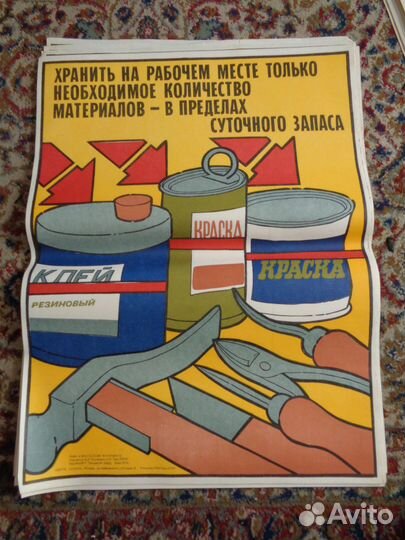 ХРАНИТЬ НА РАБОЧЕМ МЕСТЕ ТОЛЬКО
НЕОБХОДИМОЕ КОЛИЧЕСТВО
МАТЕРИАЛОВ – В ПРЕДЕЛАХ
СУТОЧНОГО ЗАПАСА
КРАСКА
КЛЕЙ
РЕЗИНОВЫЙ
КРАСКА
Avito